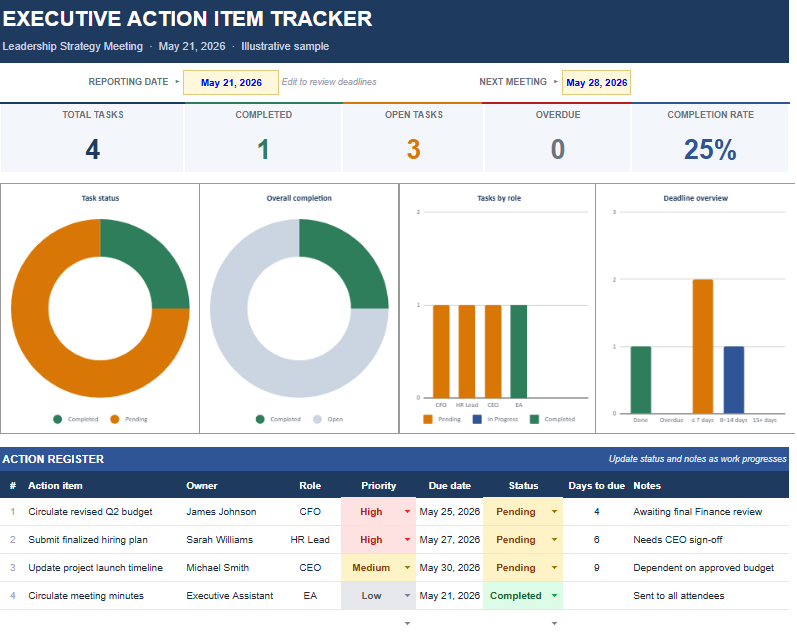 EXECUTIVE ACTION ITEM TRACKER
Leadership Strategy Meeting · May 21, 2026 · Illustrative sample
REPORTING DATE ▸ May 21, 2026 Edit to review deadlines NEXT MEETING ▸ May 28, 2026
TOTAL TASKS COMPLETED OPEN TASKS OVERDUE COMPLETION RATE
4 1 3 0 25%
Task status
Completed Pending
Overall completion
Completed Open
Tasks by role
2
1
0
CFO HR Lead CEO EA
Pending In Progress Completed
Deadline overview
3
2
1
0
Done Overdue ≤ 7 days 8–14 days 15+ days
ACTION REGISTER Update status and notes as work progresses
# Action item Owner Role Priority Due date Status Days to due Notes
1 Circulate revised Q2 budget James Johnson CFO High May 25, 2026 Pending 4 Awaiting final Finance review
2 Submit finalized hiring plan Sarah Williams HR Lead High May 27, 2026 Pending 6 Needs CEO sign-off
3 Update project launch timeline Michael Smith CEO Medium May 30, 2026 Pending 9 Dependent on approved budget
4 Circulate meeting minutes Executive Assistant EA Low May 21, 2026 Completed Sent to all attendees